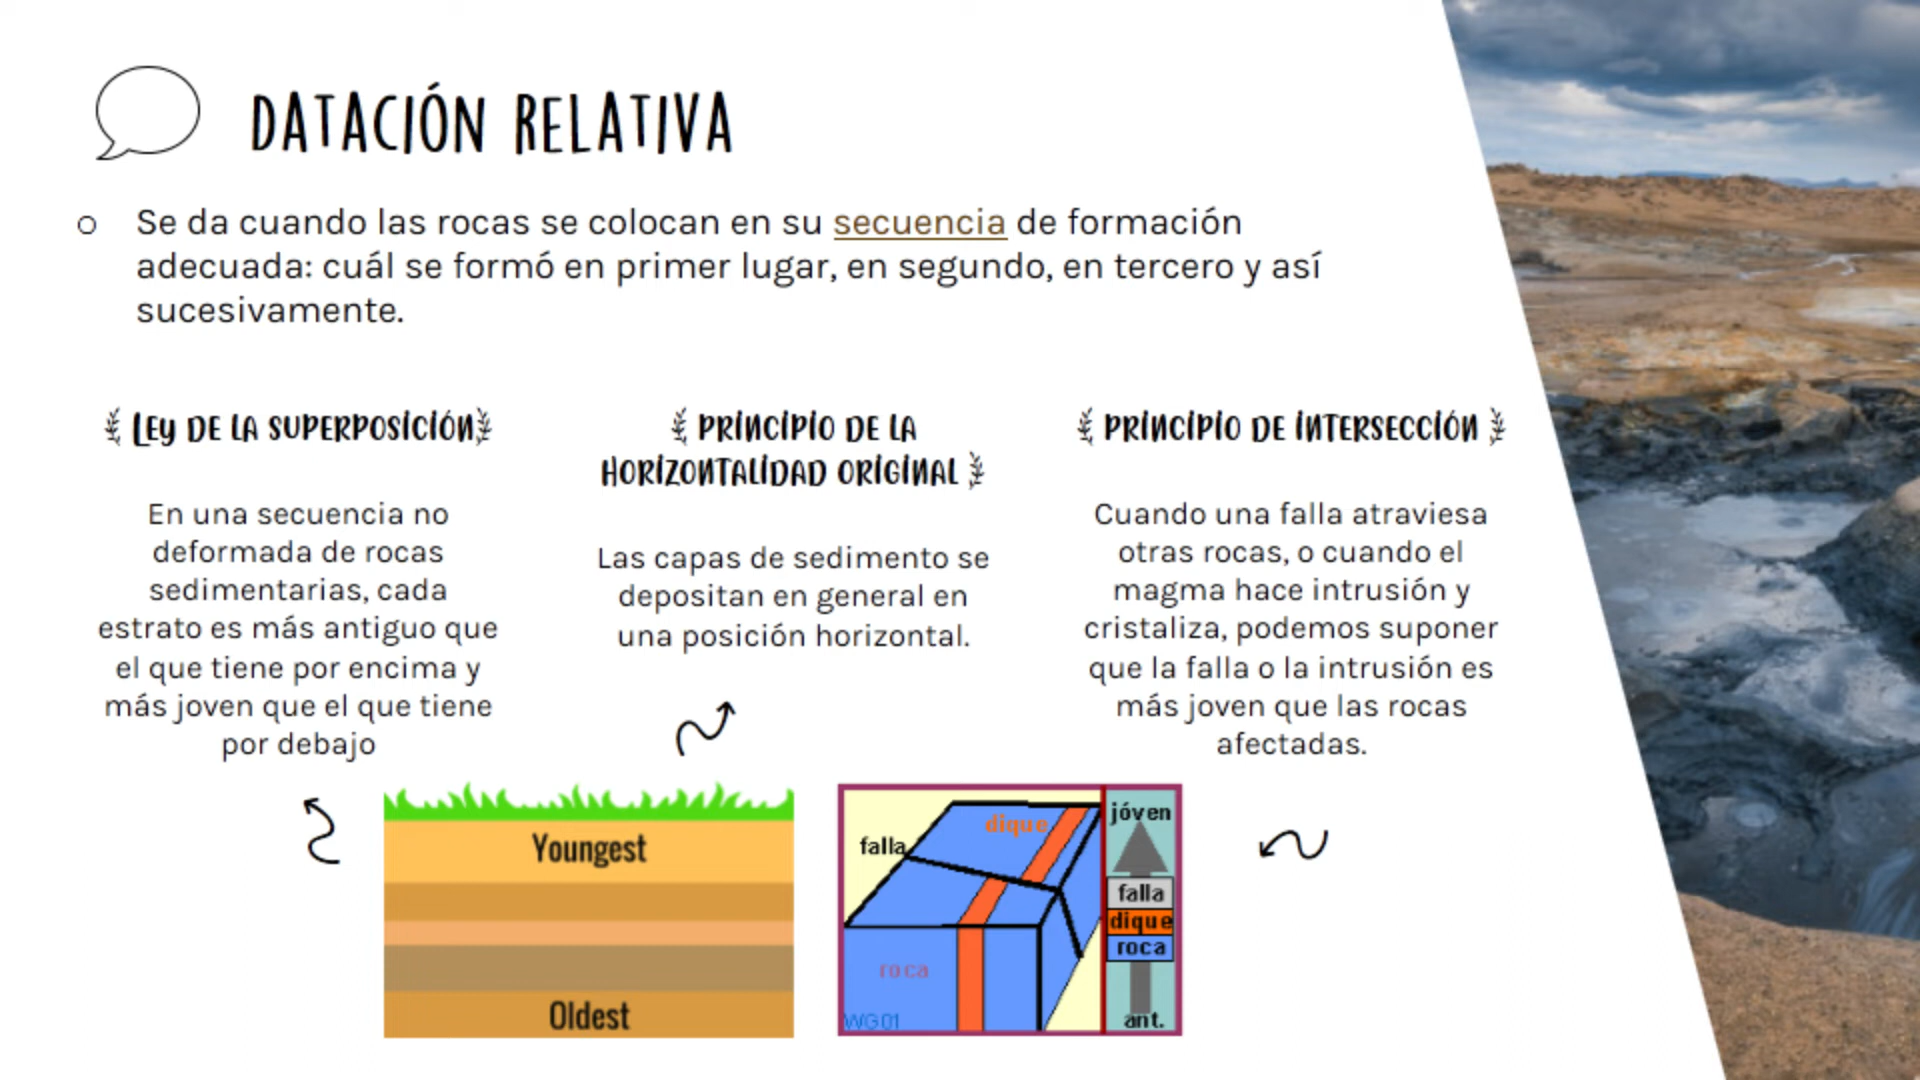 DATACIÓN RELATIVA
Se da cuando las rocas se colocan en su secuencia de formación
adecuada: cuál se formó en primer lugar, en segundo, en tercero y así
sucesivamente.
LEY DE LA SUPERPOSICIÓN
En una secuencia no
deformada de rocas
sedimentarias, cada
estrato es más antiguo que
el que tiene por encima y
más joven que el que tiene
por debajo
PRINCIPIO DE LA
HORIZONTALIDAD ORIGINAL
Las capas de sedimento se
depositan en general en
una posición horizontal.
PRINCIPIO DE INTERSECCIÓN
Cuando una falla atraviesa
otras rocas, o cuando el
magma hace intrusión y
cristaliza, podemos suponer
que la falla o la intrusión es
más joven que las rocas
afectadas.
Youngest
Oldest
dique
falla
roca
WG01
jóven
falla
dique
roca
ant.